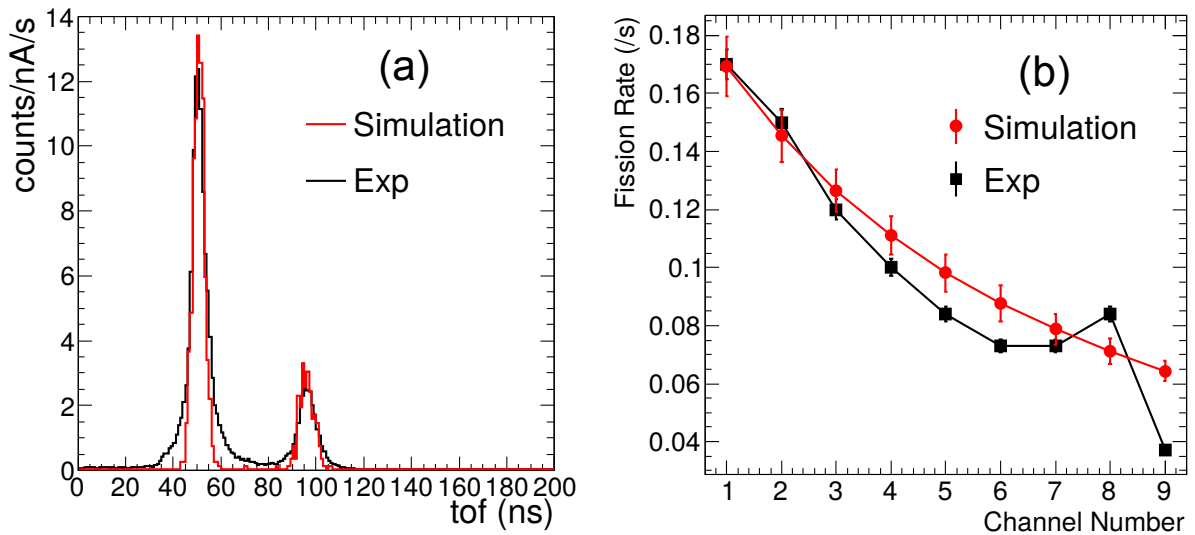 counts/nA/s
14
12
10
8
6
4
2
0
(a)
Simulation
Exp
0 20 40 60 80 100 120 140 160 180 200
tof (ns)
Fission Rate (/s)
0.18
0.16
0.14
0.12
0.1
0.08
0.06
0.04
(b)
Simulation
Exp
1 2 3 4 5 6 7 8 9
Channel Number